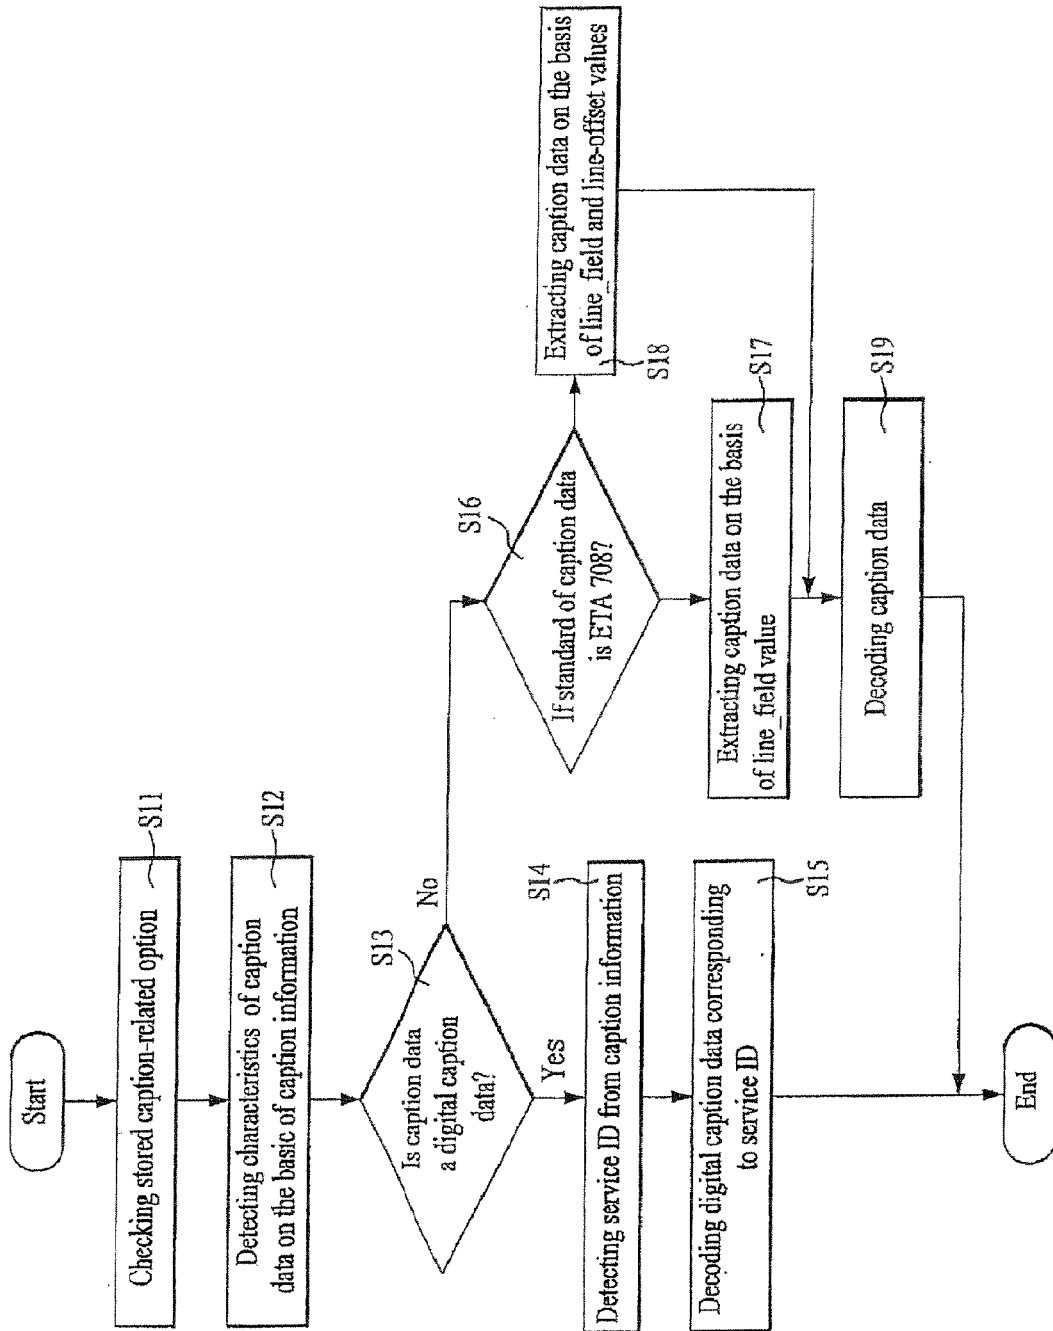 Start
Checking stored caption-related option
S11
Detecting characteristics of caption
data on the basic of caption information
S12
Is caption data
a digital caption
data?
S13
No
Yes
Detecting service ID from caption information
S14
Decoding digital caption data corresponding
to service ID
S15
If standard of caption data
is ETA 708?
S16
Extracting caption data on the basis
of line_field value
S17
Extracting caption data on the basis
of line_field and line-offset values
S18
Decoding caption data
S19
End